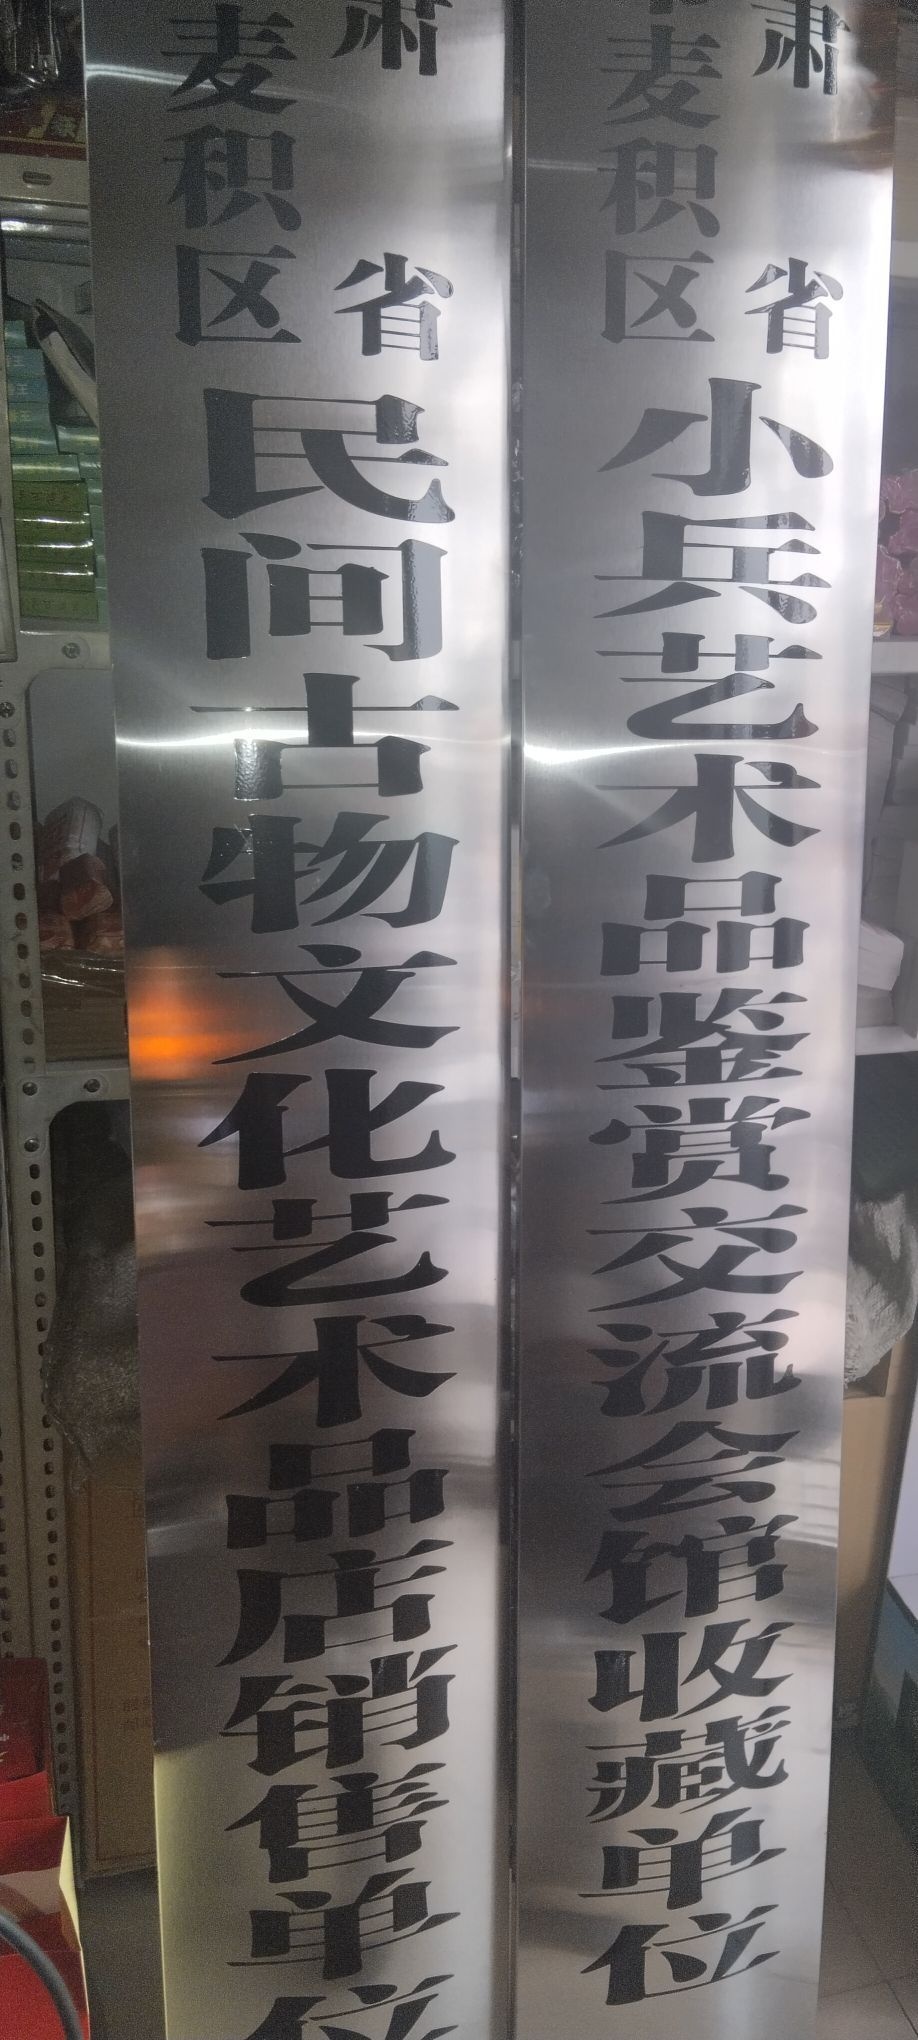 肃省
麦积区
民间古物文化艺术品店销售单位
肃省
麦积区
小兵艺术品鉴赏交流会馆收藏单位